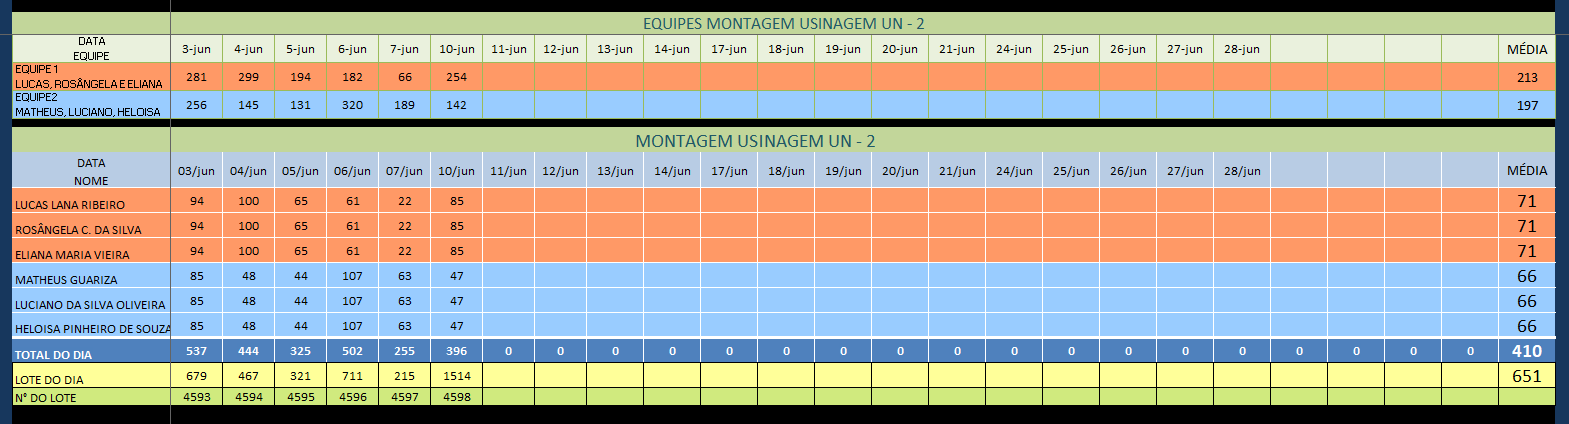 EQUIPES MONTAGEM USINAGEM UN - 2
DATA
EQUIPE 3-jun 4-jun 5-jun 6-jun 7-jun 10-jun 11-jun 12-jun 13-jun 14-jun 17-jun 18-jun 19-jun 20-jun 21-jun 24-jun 25-jun 26-jun 27-jun 28-jun MÉDIA
EQUIPE 1
LUCAS, ROSÂNGELA E ELIANA 281 299 194 182 66 254 213
EQUIPE2
MATHEUS, LUCIANO, HELOISA 256 145 131 320 189 142 197
MONTAGEM USINAGEM UN - 2
DATA
NOME 03/jun 04/jun 05/jun 06/jun 07/jun 10/jun 11/jun 12/jun 13/jun 14/jun 17/jun 18/jun 19/jun 20/jun 21/jun 24/jun 25/jun 26/jun 27/jun 28/jun MÉDIA
LUCAS LANA RIBEIRO 94 100 65 61 22 85 71
ROSÂNGELA C. DA SILVA 94 100 65 61 22 85 71
ELIANA MARIA VIEIRA 94 100 65 61 22 85 71
MATHEUS GUARIZA 85 48 44 107 63 47 66
LUCIANO DA SILVA OLIVEIRA 85 48 44 107 63 47 66
HELOISA PINHEIRO DE SOUZA 85 48 44 107 63 47 66
TOTAL DO DIA 537 444 325 502 255 396 0 0 0 0 0 0 0 0 0 0 0 0 0 0 0 0 0 0 410
LOTE DO DIA 679 467 321 711 215 1514 651
N° DO LOTE 4593 4594 4595 4596 4597 4598